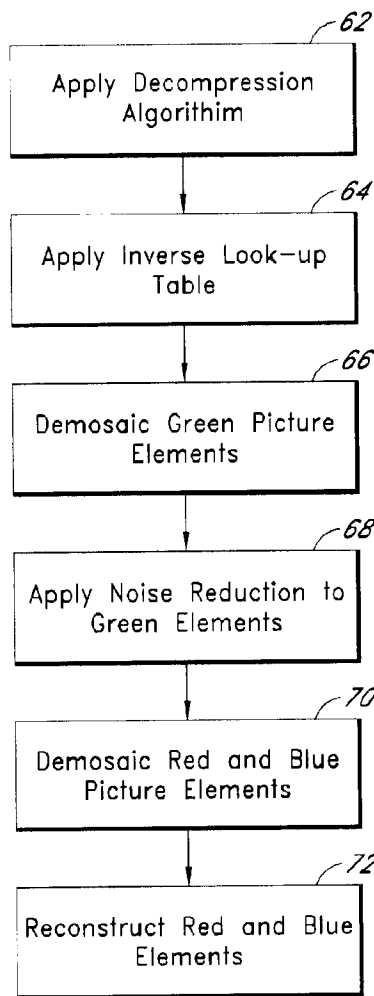 62
Apply Decompression
Algorithim
64
Apply Inverse Look-up
Table
66
Demosaic Green Picture
Elements
68
Apply Noise Reduction to
Green Elements
70
Demosaic Red and Blue
Picture Elements
72
Reconstruct Red and Blue
Elements